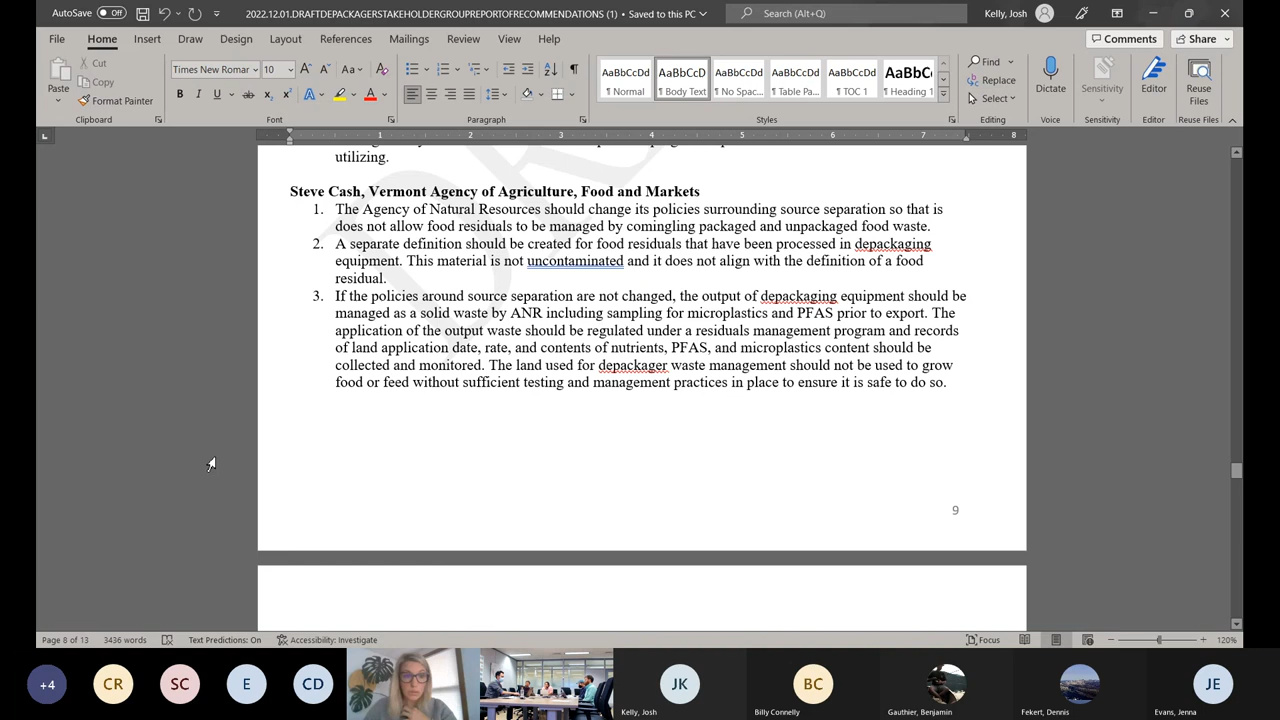 AutoSave Off 2022.12.01.DRAFTDEPACKAGERSTAKEHOLDERGROUPREPORTOFRECOMMENDATIONS (1) • Saved to this PC Search (Alt+Q) Kelly, Josh
File Home Insert Draw Design Layout References Mailings Review View Help Comments Share
Paste Cut Copy Format Painter
Times New Roman 10
AaBbCcDd AaBbCcD AaBbCcDd AaBbCcDd AaBbCcDd AaBbCc
¶ Normal ¶ Body Text ¶ No Spac... ¶ Table Pa... ¶ TOC 1 ¶ Heading 1
Find Replace Select
Dictate Sensitivity Editor Reuse Files
Clipboard Font Paragraph Styles Editing Voice Sensitivity Editor Reuse Files
1 2 3 4 5 6 7 8
utilizing.
Steve Cash, Vermont Agency of Agriculture, Food and Markets
1. The Agency of Natural Resources should change its policies surrounding source separation so that is
does not allow food residuals to be managed by comingling packaged and unpackaged food waste.
2. A separate definition should be created for food residuals that have been processed in depackaging
equipment. This material is not uncontaminated and it does not align with the definition of a food
residual.
3. If the policies around source separation are not changed, the output of depackaging equipment should be
managed as a solid waste by ANR including sampling for microplastics and PFAS prior to export. The
application of the output waste should be regulated under a residuals management program and records
of land application date, rate, and contents of nutrients, PFAS, and microplastics content should be
collected and monitored. The land used for depackager waste management should not be used to grow
food or feed without sufficient testing and management practices in place to ensure it is safe to do so.
9
Page 8 of 13 3436 words Text Predictions: On Accessibility: Investigate Focus 120%
+4 CR SC E CD JK BC JE
Kelly, Josh Billy Connelly Gauthier, Benjamin Fekert, Dennis Evans, Jenna